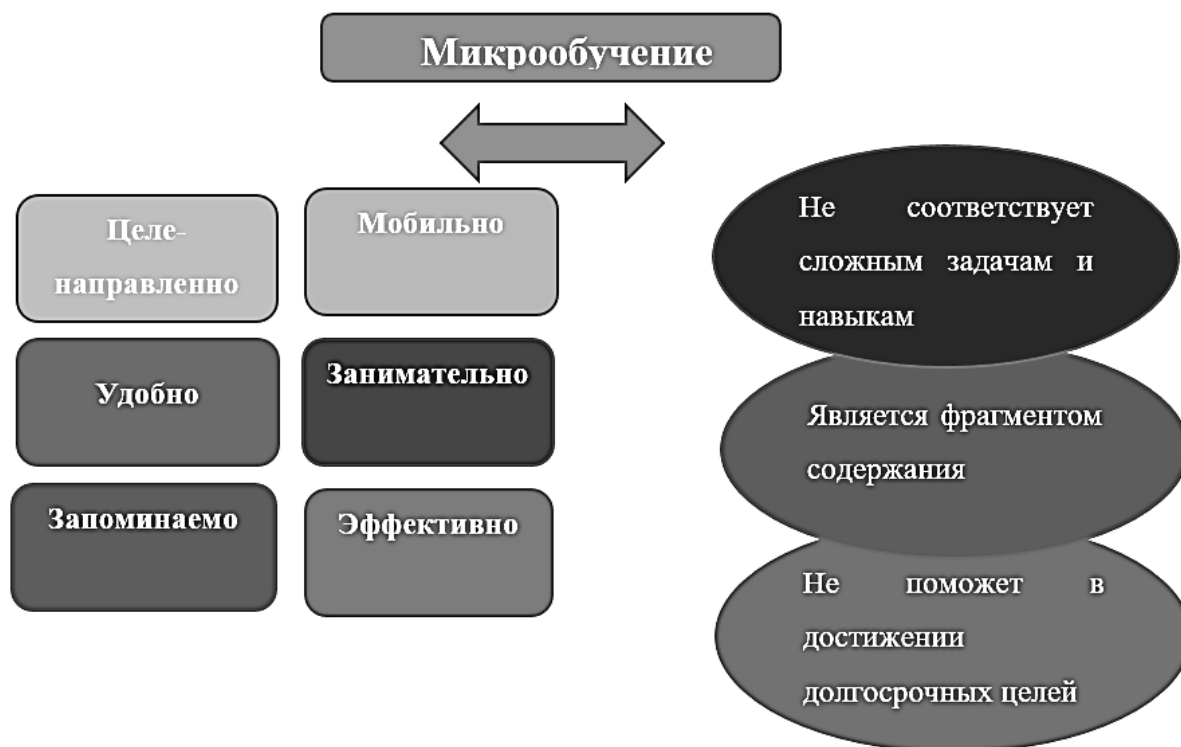 Микрообучение
Целе-
направленно
Мобильно
Удобно
Занимательно
Запоминаемо
Эффективно
Не соответствует
сложным задачам и
навыкам
Является фрагментом
содержания
Не поможет в
достижении
долгосрочных целей